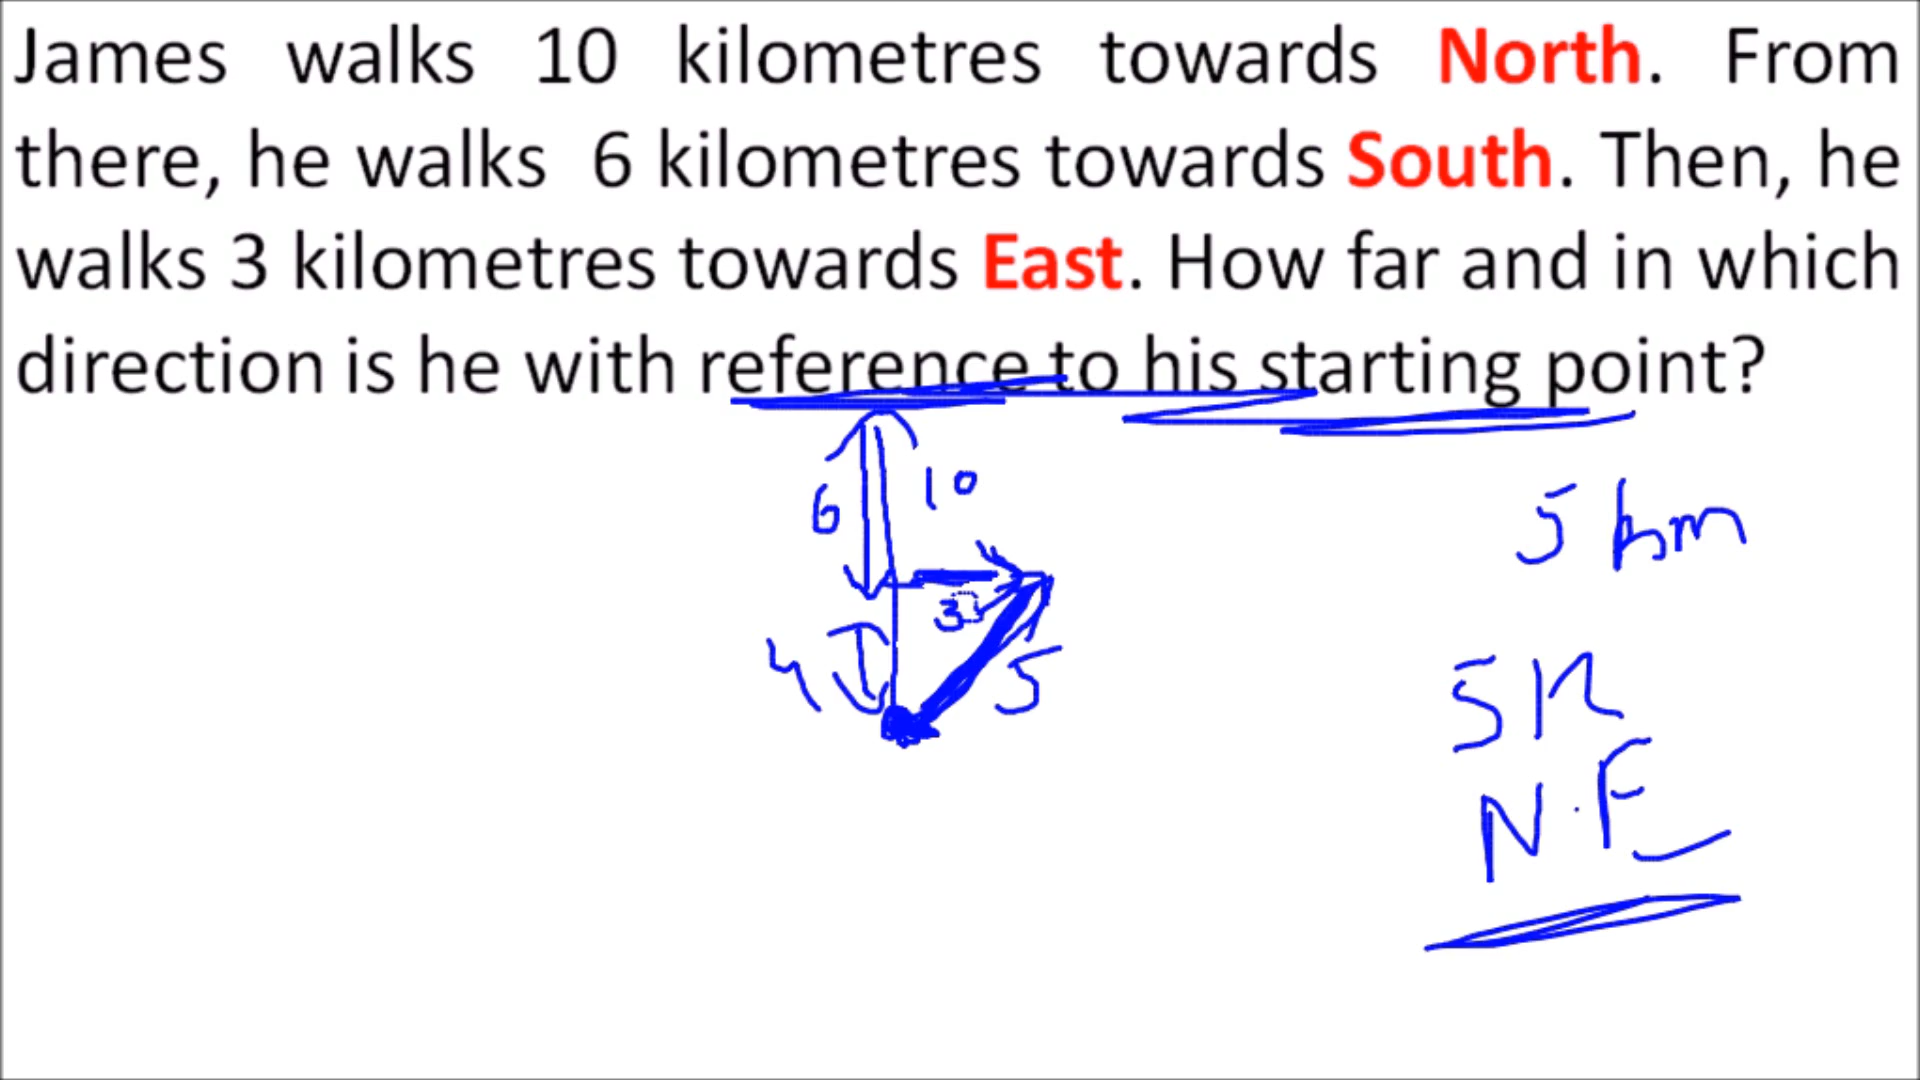 James walks 10 kilometres towards North. From
there, he walks 6 kilometres towards South. Then, he
walks 3 kilometres towards East. How far and in which
direction is he with reference to his starting point?
10
6
5 km
3
4
5
5 K
N.E